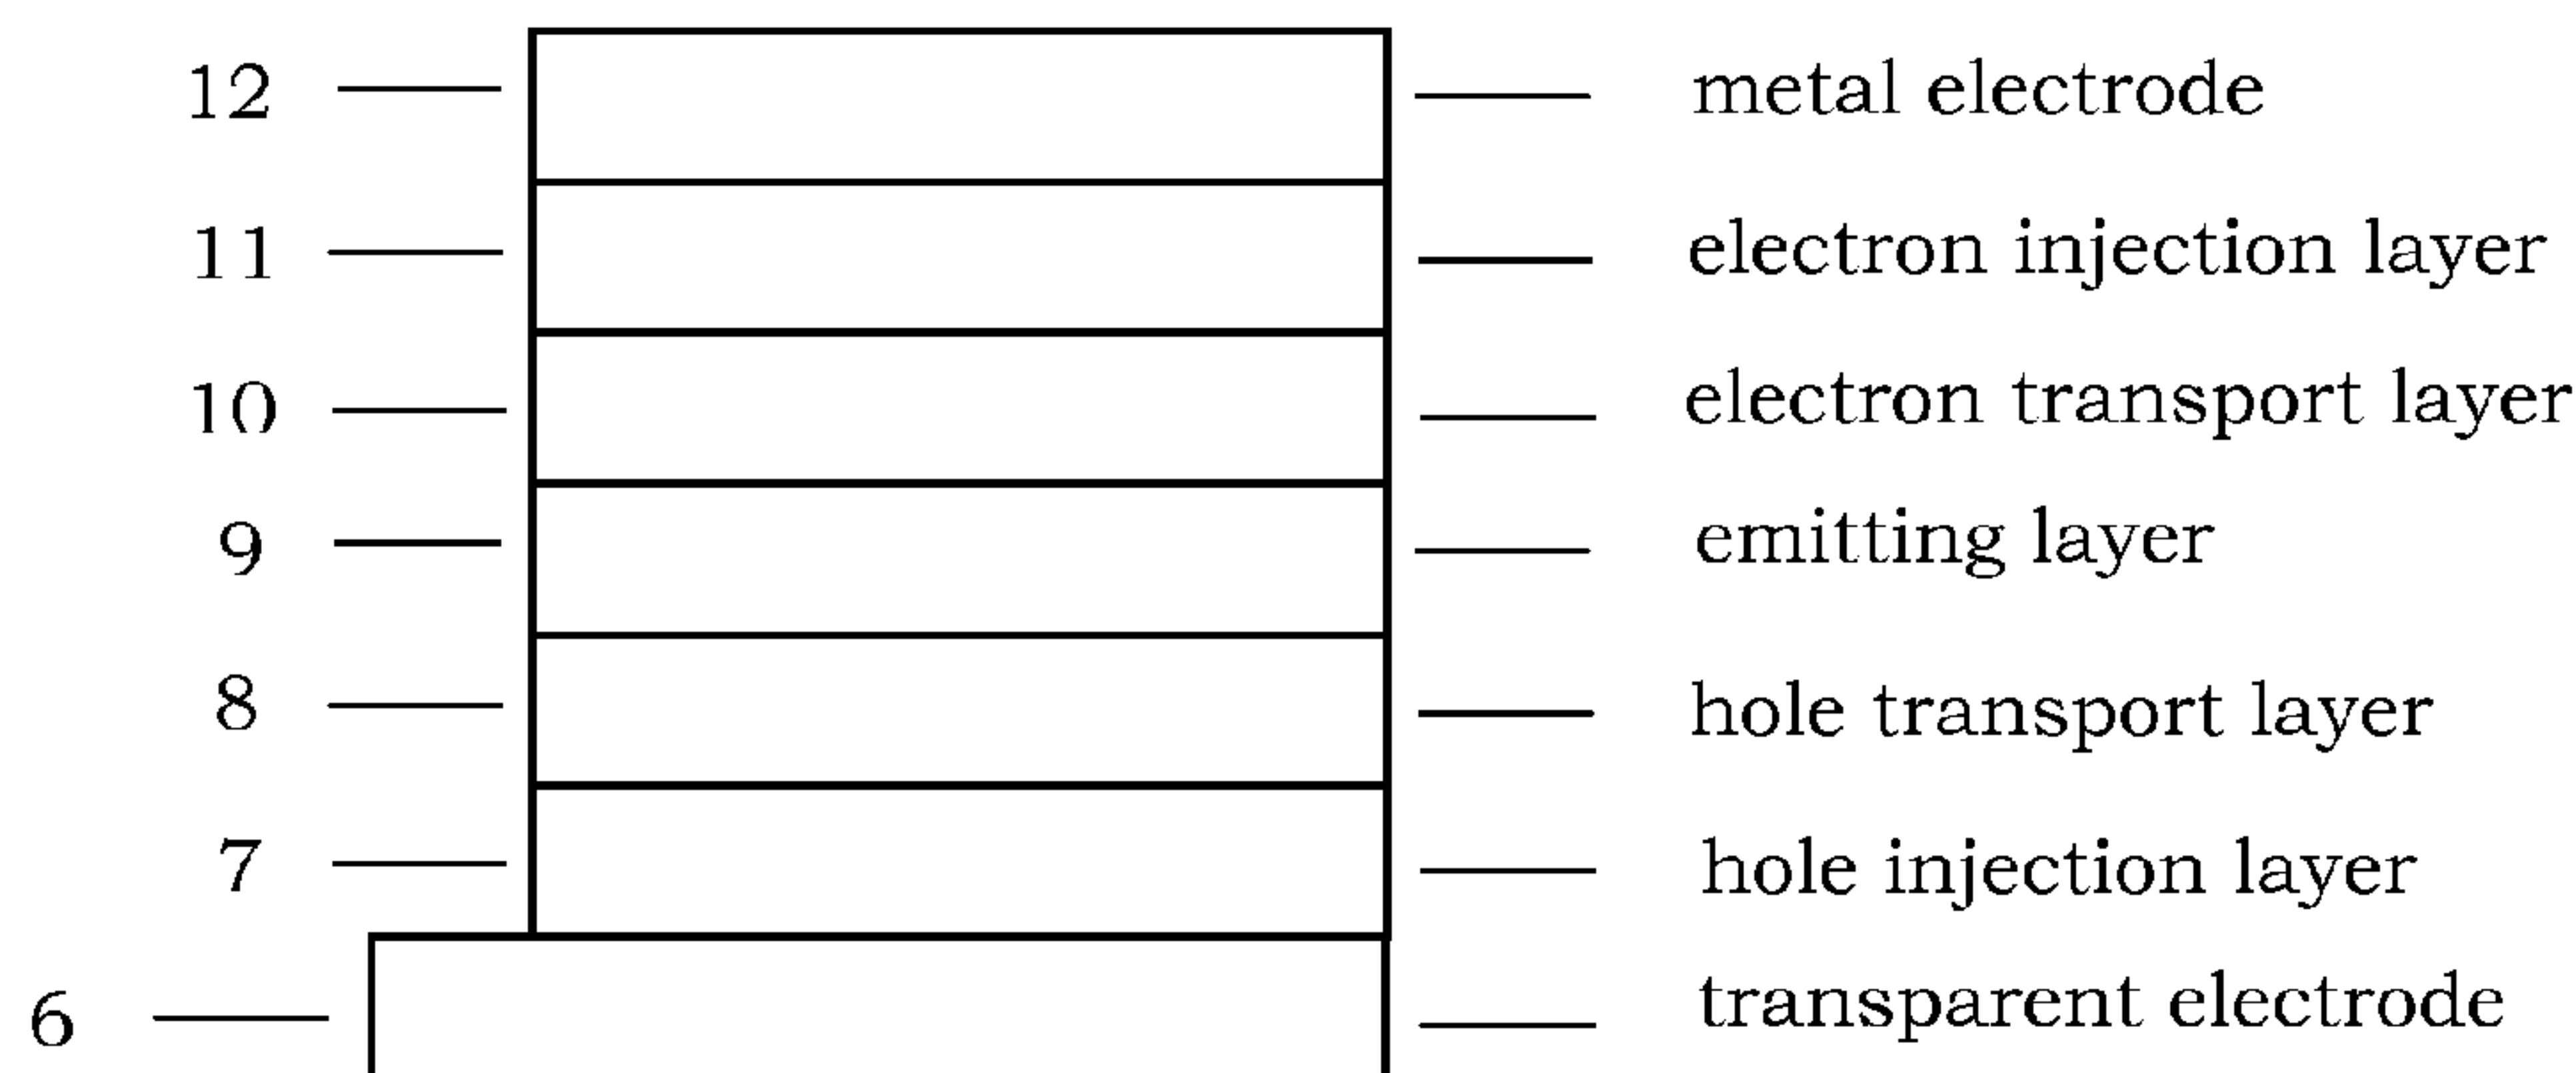 12 metal electrode
11 electron injection layer
10 electron transport layer
9 emitting layer
8 hole transport layer
7 hole injection layer
6 transparent electrode